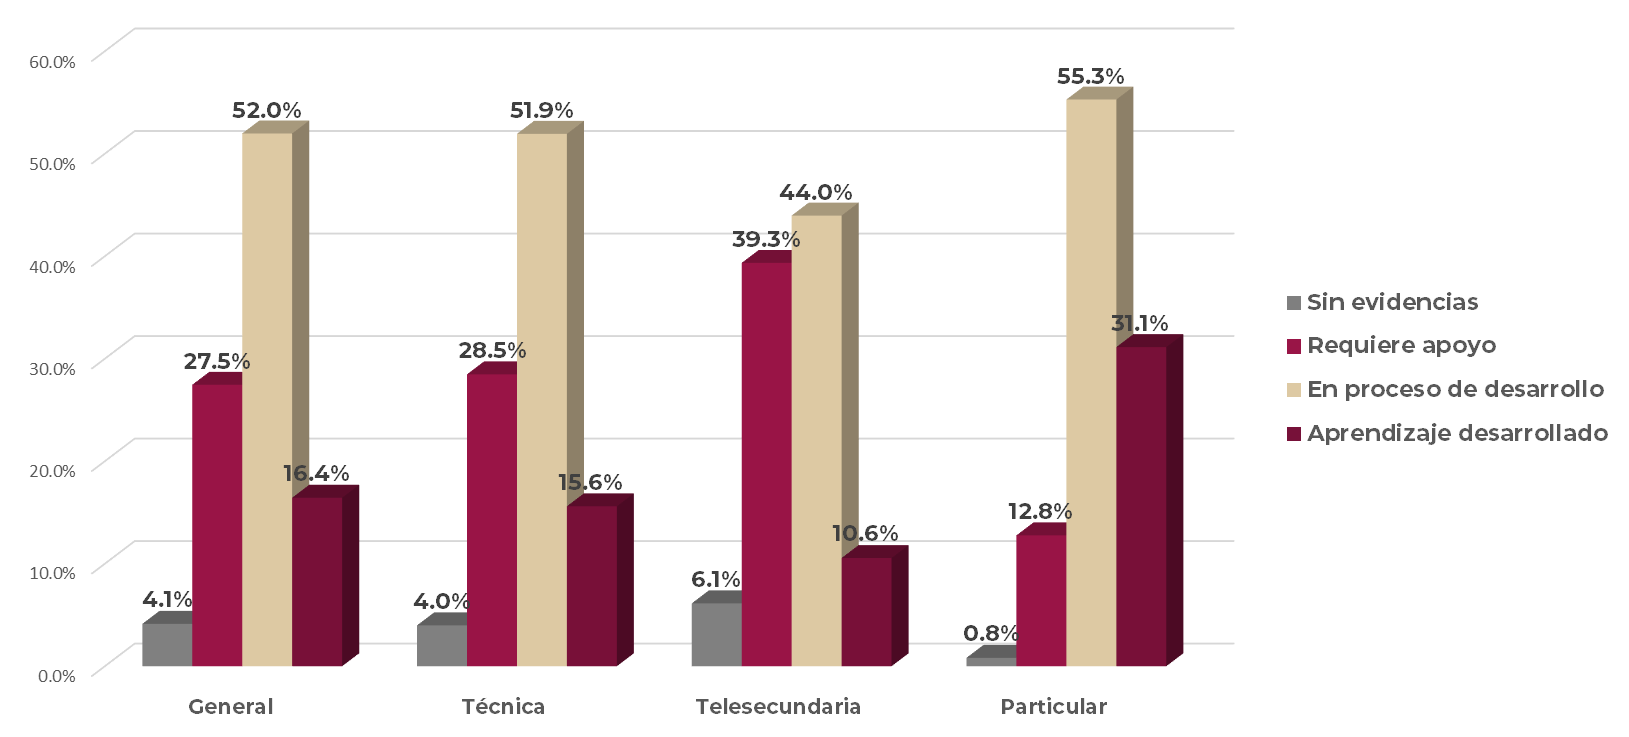 60.0%
50.0%
40.0%
30.0%
20.0%
10.0%
0.0%
4.1%
27.5%
52.0%
16.4%
4.0%
28.5%
51.9%
15.6%
6.1%
39.3%
44.0%
10.6%
0.8%
12.8%
55.3%
31.1%
General
Técnica
Telesecundaria
Particular
Sin evidencias
Requiere apoyo
En proceso de desarrollo
Aprendizaje desarrollado